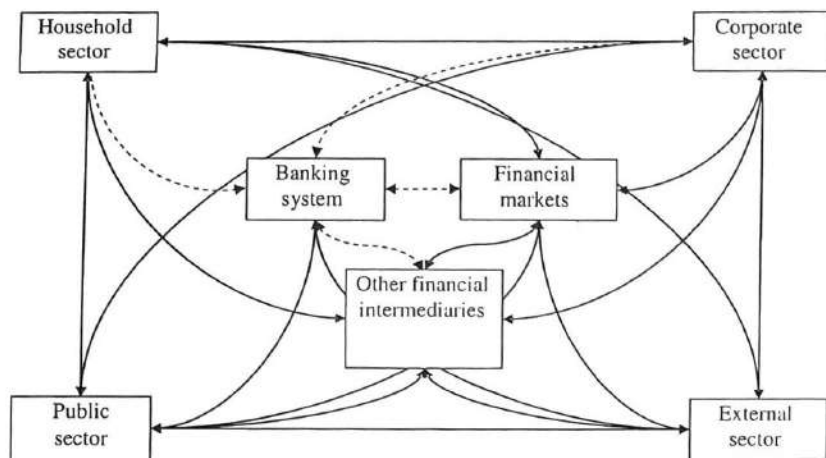 Household
sector
Corporate
sector
Banking
system
Financial
markets
Other financial
intermediaries
Public
sector
External
sector